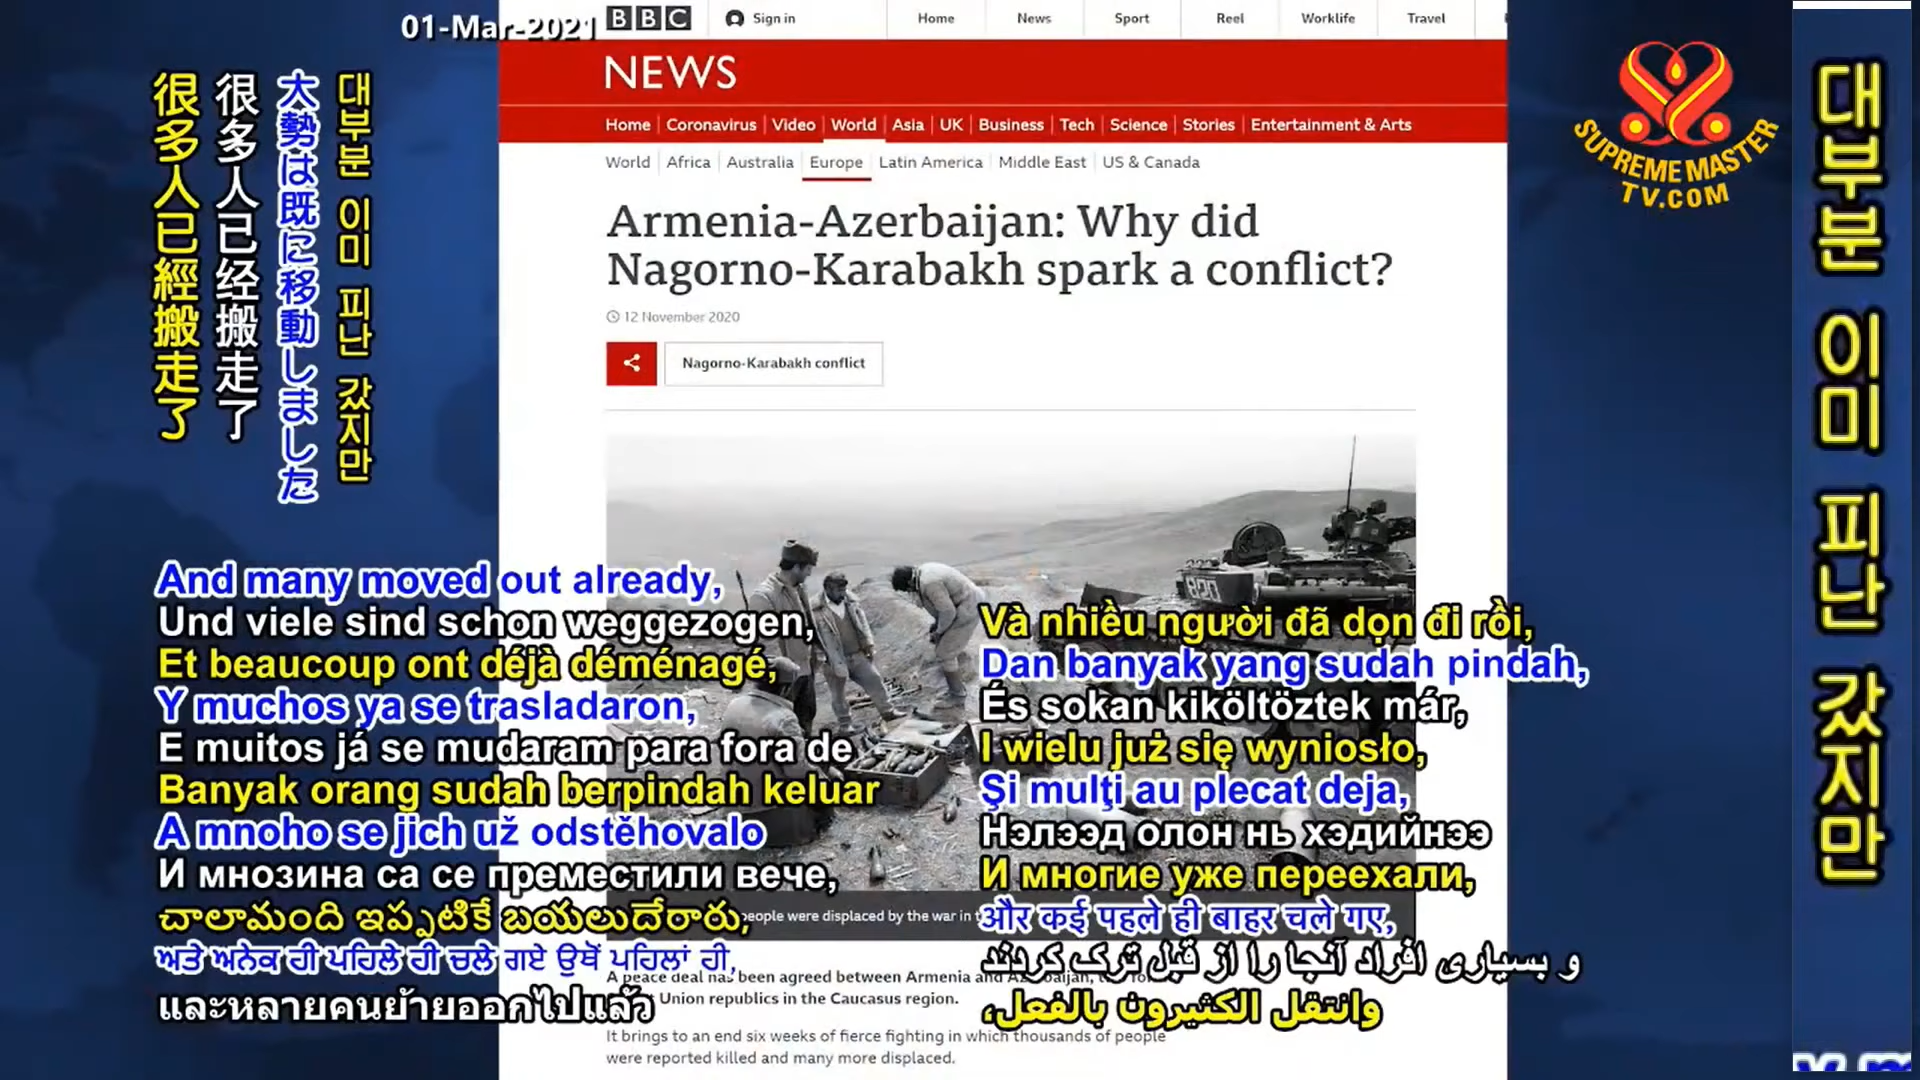 01-Mar-2021
BBC
Sign in
Home
News
Sport
Reel
Worklife
Travel
NEWS
Home
Coronavirus
Video
World
Asia
UK
Business
Tech
Science
Stories
Entertainment & Arts
World
Africa
Australia
Europe
Latin America
Middle East
US & Canada
Armenia-Azerbaijan: Why did
Nagorno-Karabakh spark a conflict?
12 November 2020
Nagorno-Karabakh conflict
SUPREME MASTER
TV.COM
很多人已經搬走了
很多人已经搬走了
大勢は既に移動しました
대부분 이미 피난 갔지만
대부분 이미 피난 갔지만
820
And many moved out already,
Und viele sind schon weggezogen,
Et beaucoup ont déjà déménagé,
Y muchos ya se trasladaron,
E muitos já se mudaram para fora de
Banyak orang sudah berpindah keluar
A mnoho se jich už odstěhovalo
И мнозина са се преместили вече,
చాలామంది ఇప్పటికే బయలుదేరారు,
ਅਤੇ ਅਨੇਕ ਹੀ ਪਹਿਲੇ ਹੀ ਚਲੇ ਗਏ ਉਥੋਂ ਪਹਿਲਾਂ ਹੀ,
และหลายคนย้ายออกไปแล้ว
Và nhiều người đã dọn đi rồi,
Dan banyak yang sudah pindah,
És sokan kiköltöztek már,
I wielu już się wyniosło,
Şi mulţi au plecat deja,
Нэлээд олон нь хэдийнээ
И многие уже переехали,
और कई पहले ही बाहर चले गए,
و بسیاری افراد آنجا را از قبل ترک کردند
وانتقل الكثيرون بالفعل،
people were displaced by the war in
A peace deal has been agreed between Armenia and Azerbaijan,
Union republics in the Caucasus region.
It brings to an end six weeks of fierce fighting in which thousands of people
were reported killed and many more displaced.